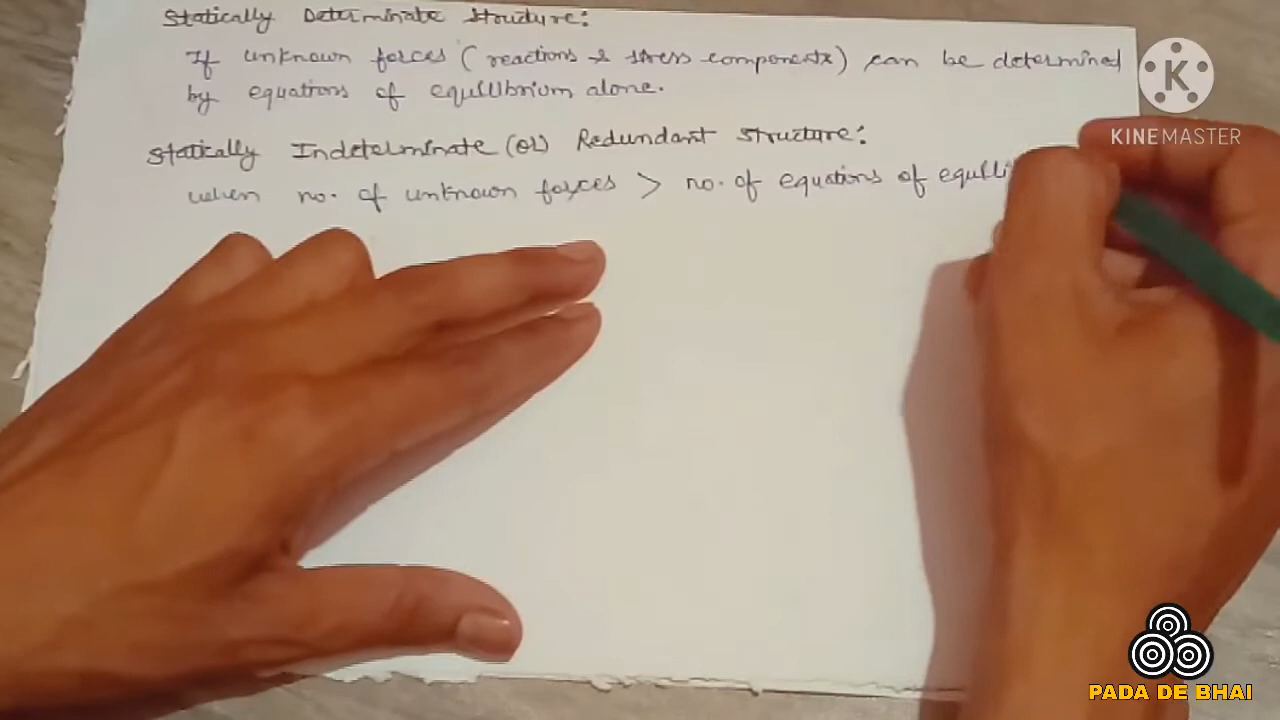 Statically Determinate Structure:
If unknown forces (reactions & stress components) can be determined
by equations of equilibrium alone.
Statically Indeterminate (or) Redundant Structure:
when no. of unknown forces > no. of equations of equili
K
KINEMASTER
PADA DE BHAI